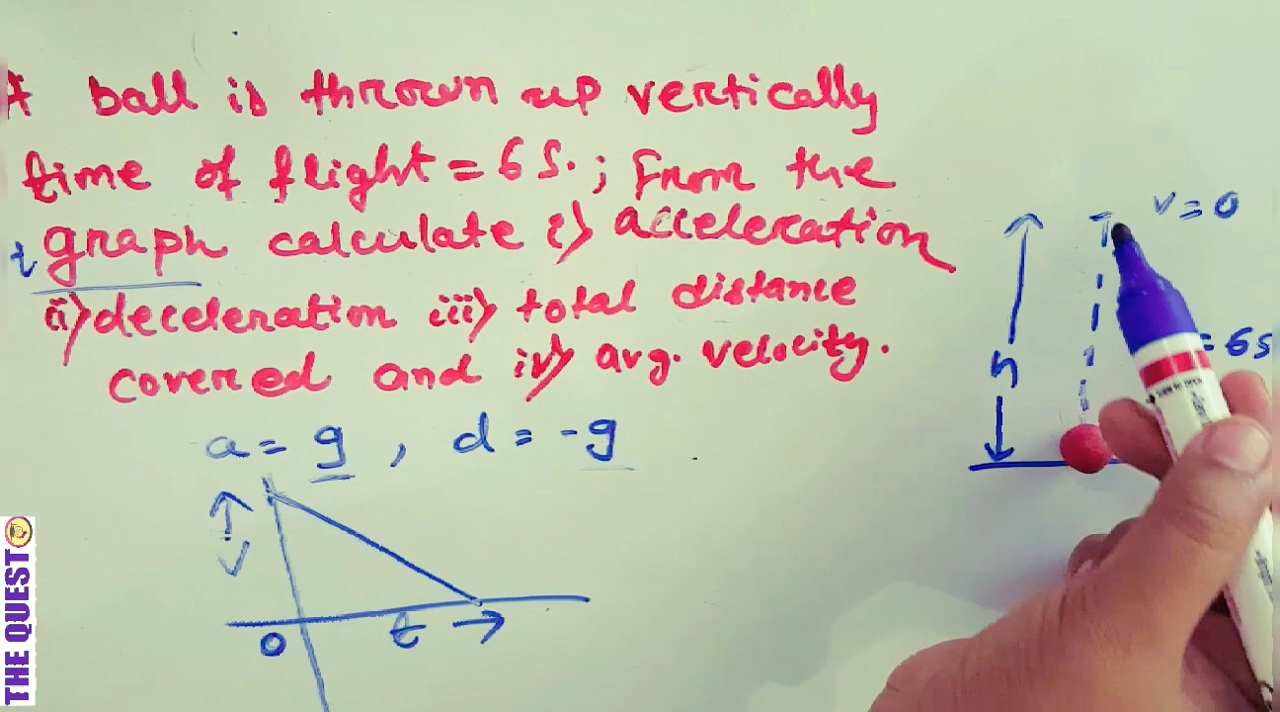 A ball is thrown up vertically
time of flight = 6 s. ; From the
graph calculate i) acceleration
ii) deceleration iii) total distance
covered and iv) avg. velocity.
a = g , d = -g
v = 0
h
= 6s
v
0
t
THE QUEST